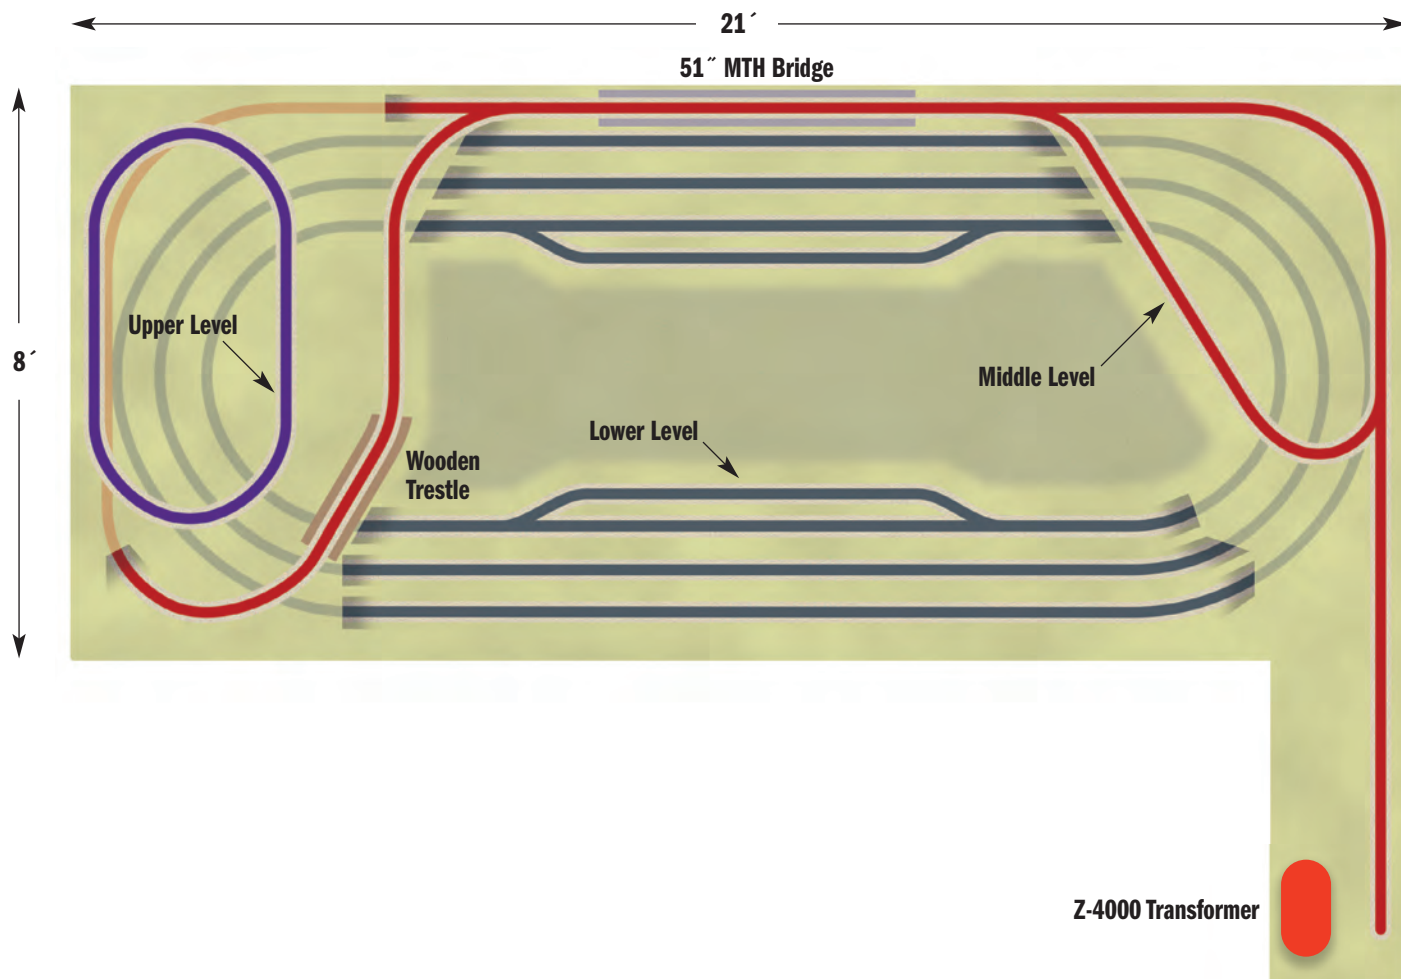 21´
51˝ MTH Bridge
Upper Level
8´
Middle Level
Lower Level
Wooden
Trestle
Z-4000 Transformer